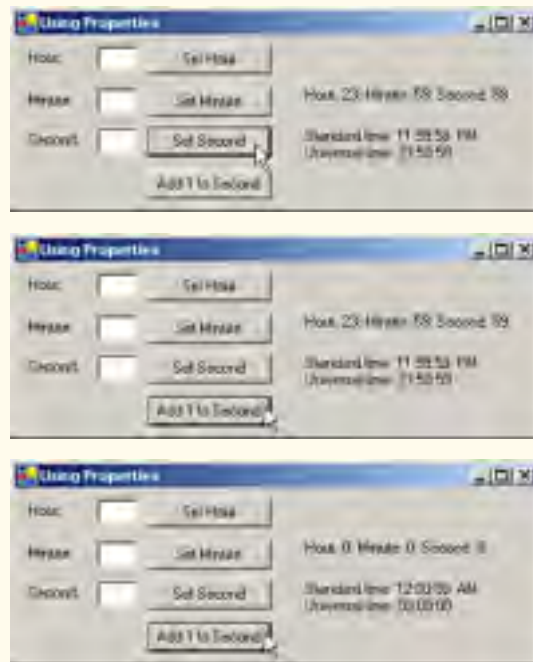 Using Properties
Hour:
Set Hour
Minute:
Set Minute
Hour: 23; Minute: 59; Second: 58
Second:
Set Second
Standard time: 11:59:58 PM
Universal time: 23:59:58
Add 1 to Second
Using Properties
Hour:
Set Hour
Minute:
Set Minute
Hour: 23; Minute: 59; Second: 59
Second:
Set Second
Standard time: 11:59:59 PM
Universal time: 23:59:59
Add 1 to Second
Using Properties
Hour:
Set Hour
Minute:
Set Minute
Hour: 0; Minute: 0; Second: 0
Second:
Set Second
Standard time: 12:00:00 AM
Universal time: 00:00:00
Add 1 to Second